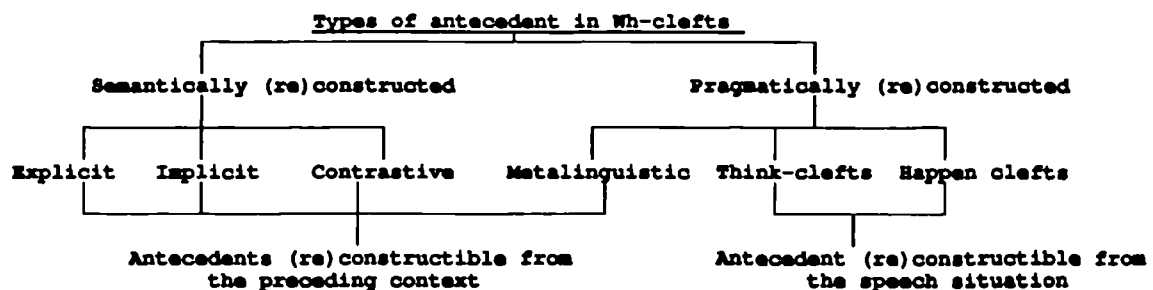 Types of antecedent in Wh-clefts
Semantically (re)constructed Pragmatically (re)constructed
Explicit Implicit Contrastive Metalinguistic Think-clefts Happen clefts
Antecedents (re)constructible from Antecedent (re)constructible from
the preceding context the speech situation